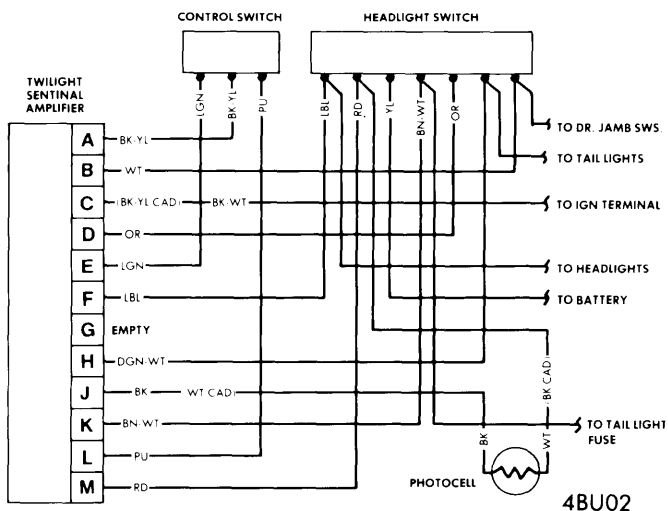 CONTROL SWITCH
HEADLIGHT SWITCH
TWILIGHT
SENTINAL
AMPLIFIER
LGN
BK-YL
PU
LBL
RD
YL
BN-WT
OR
A BK-YL
B WT
C (BK-YL CAD) BK-WT
D OR
E LGN
F LBL
G EMPTY
H DGN-WT
J BK WT CAD)
K BN-WT
L PU
M RD
TO DR. JAMB SWS.
TO TAIL LIGHTS
TO IGN TERMINAL
TO HEADLIGHTS
TO BATTERY
(BK CAD)
BK
WT
TO TAIL LIGHT
FUSE
PHOTOCELL
4BU02